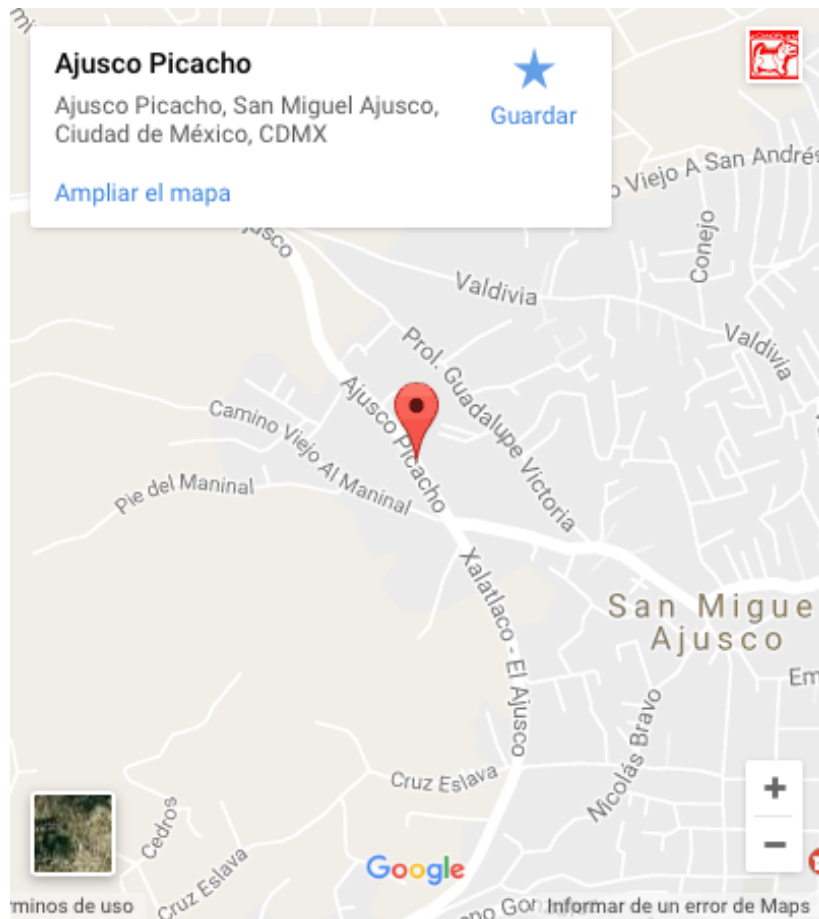 Ajusco Picacho
Ajusco Picacho, San Miguel Ajusco,
Ciudad de México, CDMX
Guardar
Ampliar el mapa
Viejo A San Andrés
Conejo
Valdivia
Valdivia
Prol. Guadalupe Victoria
Ajusco Picacho
Camino Viejo Al Maninal
Pie del Maninal
Xalatlaco - El Ajusco
San Migue
Ajusco
Em
Nicolás Bravo
Cruz Eslava
Cedros
Cruz Eslava
Google
+
−
rminos de uso
Informar de un error de Maps